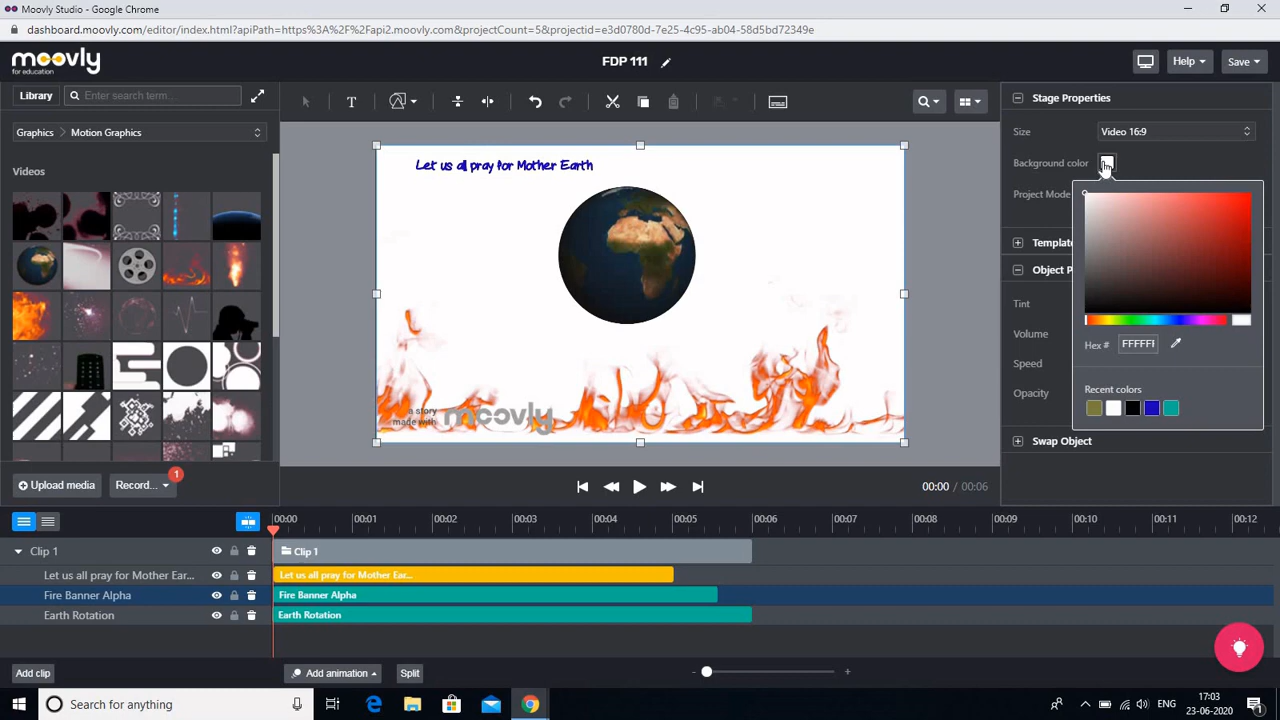 Moovly Studio - Google Chrome
dashboard.moovly.com/editor/index.html?apiPath=https%3A%2F%2Fapi2.moovly.com&projectCount=5&projectid=e3d0780d-7e25-4c95-ab04-58d5bd5249e
moovly
for education
FDP 111
Help
Save
Library
Enter search term...
T
Stage Properties
Graphics
Motion Graphics
Size
Video 16:9
Videos
Let us all pray for Mother Earth
Background color
Project Mode
Templa
Object P
Tint
Volume
Hex #
FFFFFF
Speed
Recent colors
Opacity
a story
made with
moovly
Swap Object
Upload media
Record...
1
00:00 / 00:06
00:00
00:01
00:02
00:03
00:04
00:05
00:06
00:07
00:08
00:09
00:10
00:11
00:12
Clip 1
Clip 1
Let us all pray for Mother Ear...
Let us all pray for Mother Ear...
Fire Banner Alpha
Fire Banner Alpha
Earth Rotation
Earth Rotation
Add clip
Add animation
Split
- +
Search for anything
ENG
17:03
23-06-2020
1